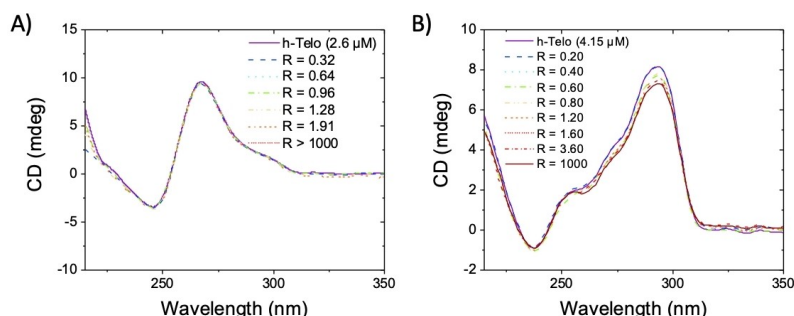 A)
15
10
5
0
-5
-10
250
300
350
CD (mdeg)
Wavelength (nm)
h-Telo (2.6 µM)
R = 0.32
R = 0.64
R = 0.96
R = 1.28
R = 1.91
R > 1000
B)
10
8
6
4
2
0
-2
250
300
350
CD (mdeg)
Wavelength (nm)
h-Telo (4.15 µM)
R = 0.20
R = 0.40
R = 0.60
R = 0.80
R = 1.20
R = 1.60
R = 3.60
R = 1000